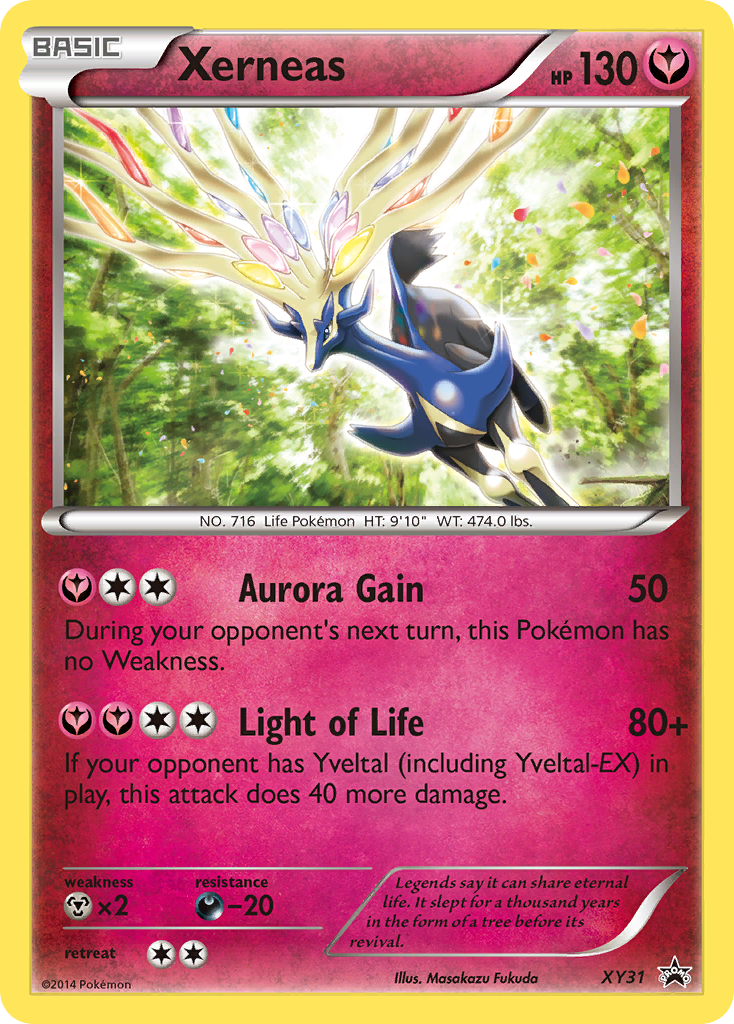 BASIC
Xerneas
HP 130
NO. 716 Life Pokémon HT: 9'10" WT: 474.0 lbs.
Aurora Gain 50
During your opponent's next turn, this Pokémon has
no Weakness.
Light of Life 80+
If your opponent has Yveltal (including Yveltal-EX) in
play, this attack does 40 more damage.
weakness
×2
resistance
-20
retreat
Legends say it can share eternal
life. It slept for a thousand years
in the form of a tree before its
revival.
©2014 Pokémon
Illus. Masakazu Fukuda
XY31
PROMO